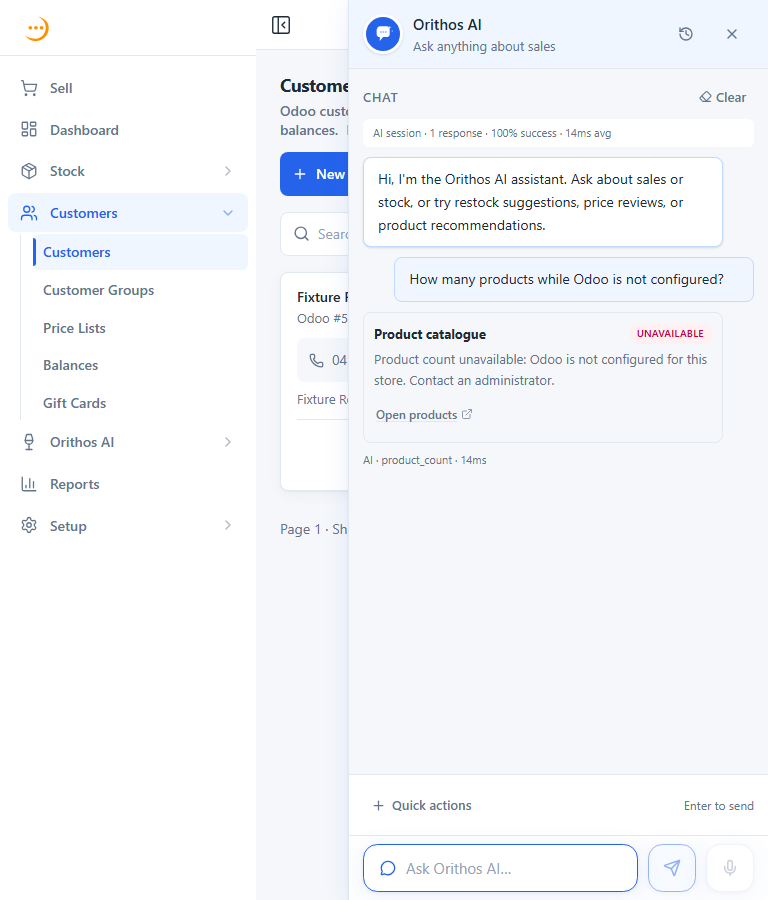 Sell
Dashboard
Stock
Customers
Customers
Customer Groups
Price Lists
Balances
Gift Cards
Orithos AI
Reports
Setup
Odoo
balances.
New
Odoo #5
04
Page 1 · Sh
Orithos AI
Ask anything about sales
CHAT
Clear
AI session · 1 response · 100% success · 14ms avg
Hi, I'm the Orithos AI assistant. Ask about sales or
stock, or try restock suggestions, price reviews, or
product recommendations.
How many products while Odoo is not configured?
Product catalogue
UNAVAILABLE
Product count unavailable: Odoo is not configured for this
store. Contact an administrator.
Open products
AI · product_count · 14ms
Quick actions
Enter to send
Ask Orithos AI...